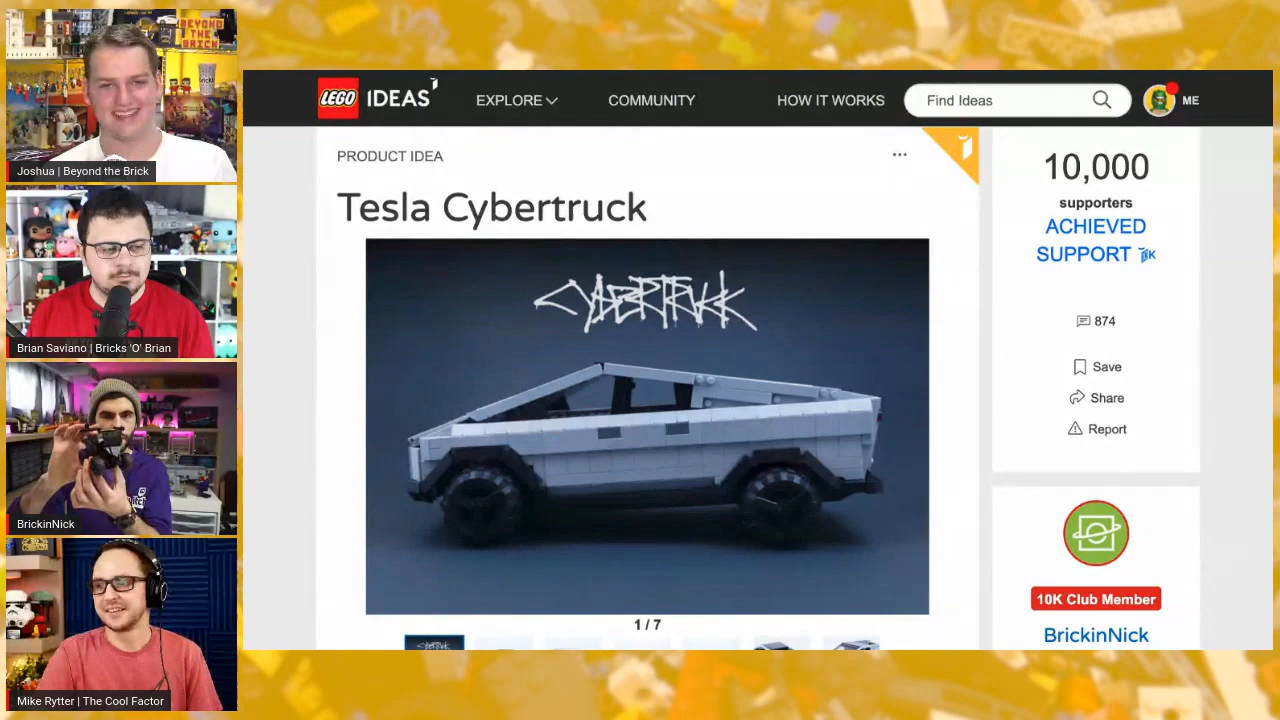 BEYOND
THE
BRICK
Joshua | Beyond the Brick
Brian Saviano | Bricks 'O' Brian
BrickinNick
Mike Rytter | The Cool Factor
LEGO IDEAS
EXPLORE
COMMUNITY
HOW IT WORKS
Find Ideas
ME
PRODUCT IDEA
...
Tesla Cybertruck
CYBERTRUCK
1 / 7
10,000
supporters
ACHIEVED
SUPPORT 10K
874
Save
Share
Report
10K Club Member
BrickinNick